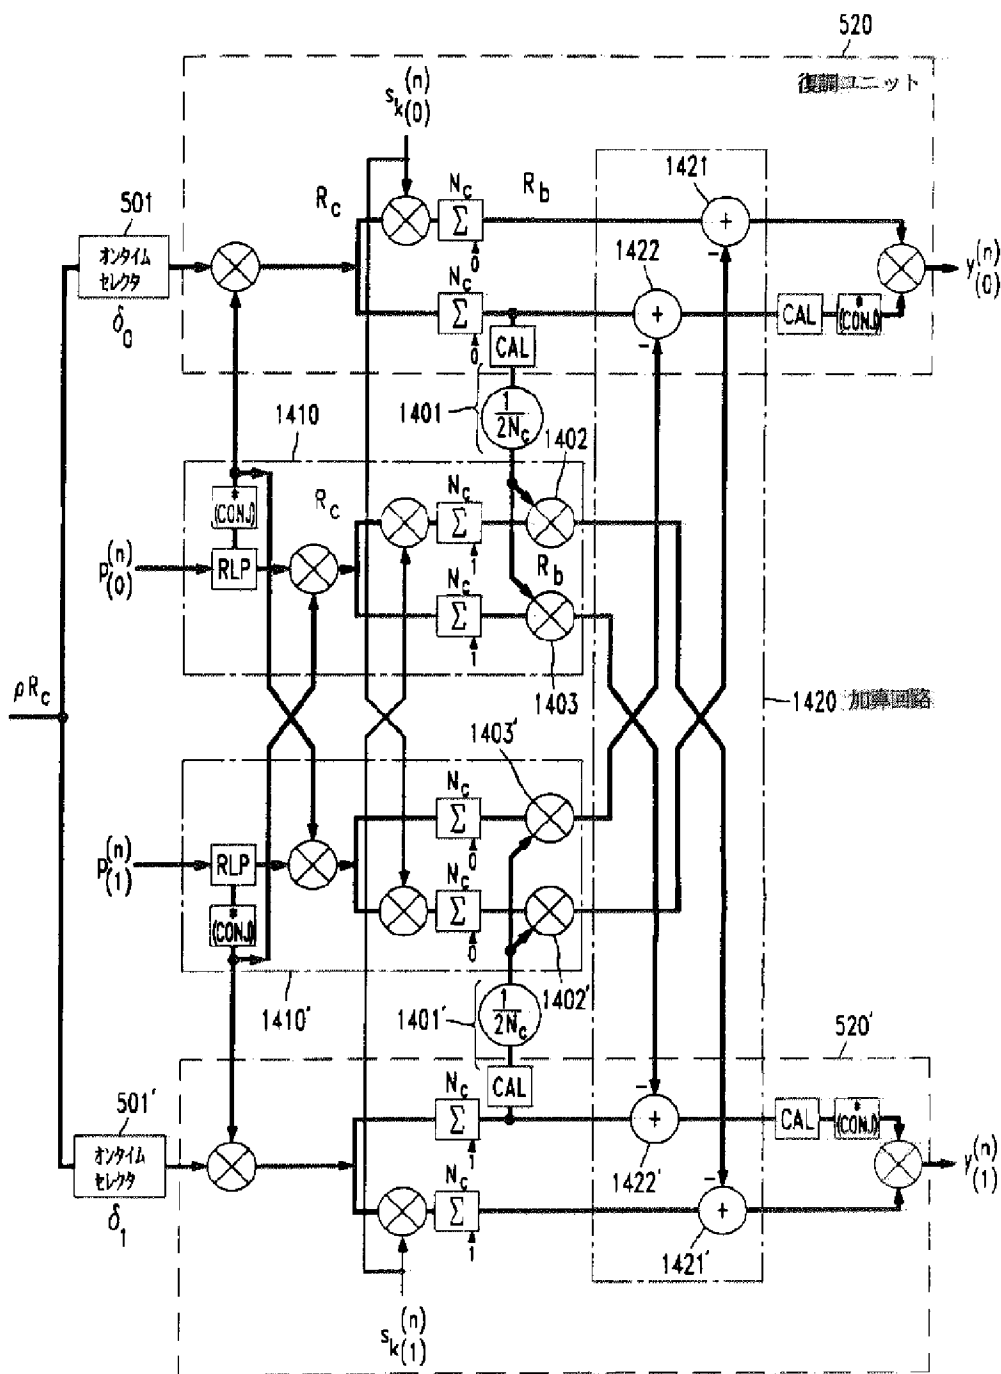 520
復調ユニット
s_k(0)^(n)
N_c
R_c
R_b
1421
501
オンタイム
セレクタ
δ_0
Σ
0
+
−
1422
y_(0)^(n)
N_c
Σ
0
+
−
CAL
*
(CONJ)
CAL
1401
1/2N_c
1402
1410
*
(CONJ)
R_c
N_c
Σ
1
p_(0)^(n)
RLP
N_c
R_b
Σ
1
1403
ρR_c
1420 加算回路
1403'
N_c
Σ
0
p_(1)^(n)
RLP
N_c
*
(CONJ)
Σ
0
1402'
1410'
1401'
1/2N_c
520'
CAL
N_c
−
Σ
1
+
CAL
*
(CONJ)
501'
オンタイム
セレクタ
δ_1
N_c
1422'
−
y_(1)^(n)
Σ
1
+
1421'
s_k(1)^(n)